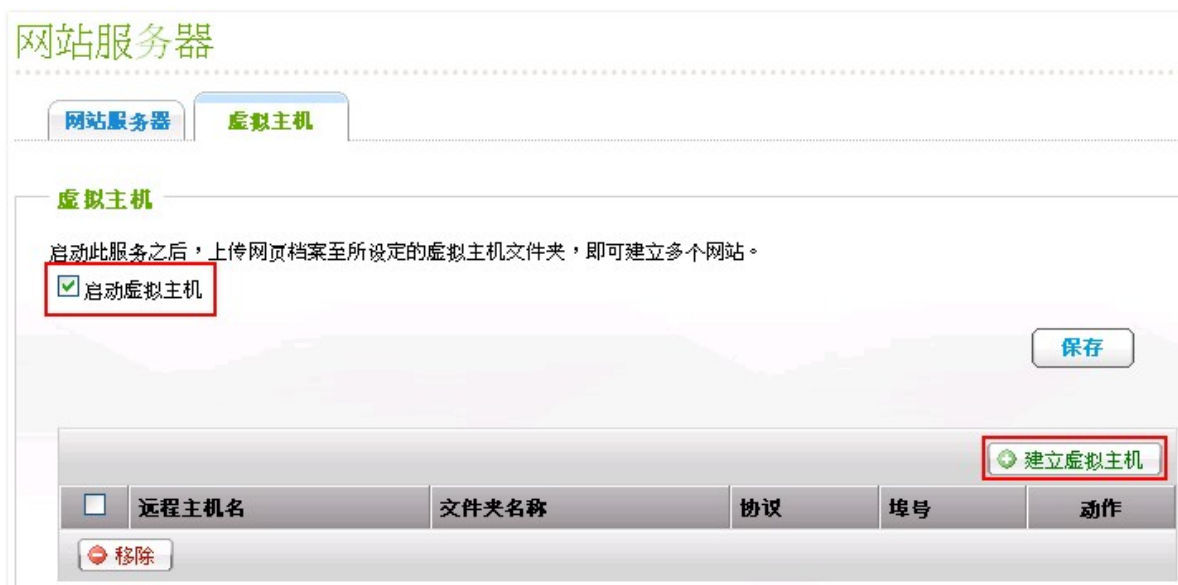 网站服务器
网站服务器 虚拟主机
虚拟主机
启动此服务之后，上传网页档案至所设定的虚拟主机文件夹，即可建立多个网站。
启动虚拟主机
保存
建立虚拟主机
远程主机名 文件夹名称 协议 埠号 动作
移除